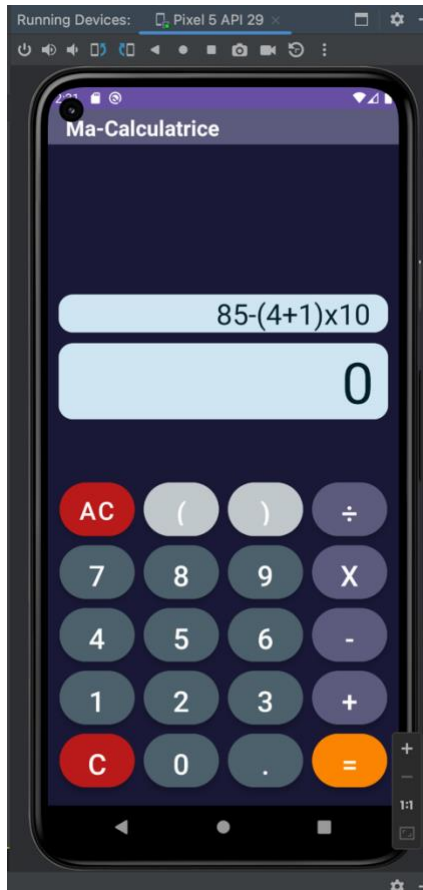 Running Devices: Pixel 5 API 29
Ma-Calculatrice
85-(4+1)x10
0
AC ( ) ÷
7 8 9 X
4 5 6 -
1 2 3 +
C 0 . =
1:1